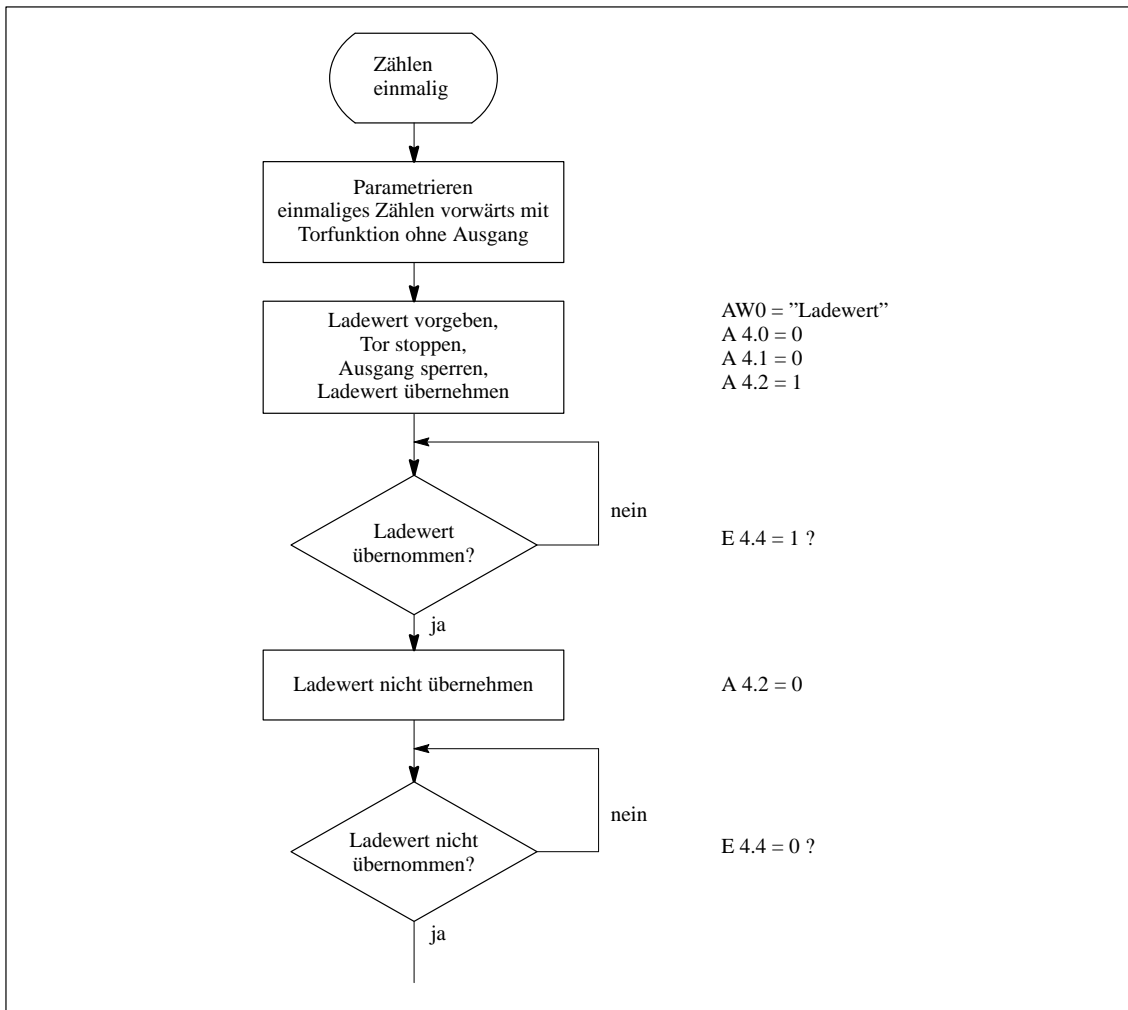 Zählen
einmalig
Parametrieren
einmaliges Zählen vorwärts mit
Torfunktion ohne Ausgang
Ladewert vorgeben,
Tor stoppen,
Ausgang sperren,
Ladewert übernehmen
AW0 = ”Ladewert”
A 4.0 = 0
A 4.1 = 0
A 4.2 = 1
nein
Ladewert
übernommen?
E 4.4 = 1 ?
ja
Ladewert nicht übernehmen
A 4.2 = 0
nein
Ladewert nicht
übernommen?
E 4.4 = 0 ?
ja